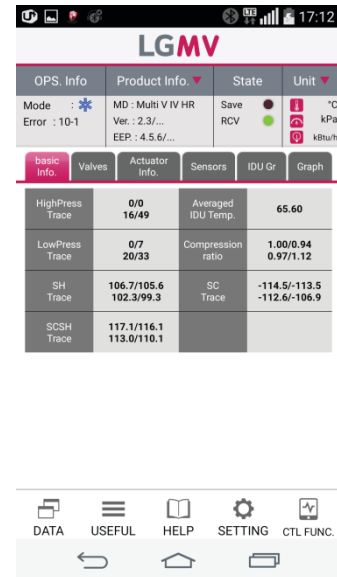 LTE 17:12
LGMV
OPS. Info Product Info. ▼ State Unit ▼
Mode : MD : Multi V IV HR Save °C
Error : 10-1 Ver. : 2.3/... RCV kPa
EEP. : 4.5.6/... kBtu/h
basic Info. Valves Actuator Info. Sensors IDU Gr Graph
HighPress Trace 0/0 16/49 Averaged IDU Temp. 65.60
LowPress Trace 0/7 20/33 Compression ratio 1.00/0.94 0.97/1.12
SH Trace 106.7/105.6 102.3/99.3 SC Trace -114.5/-113.5 -112.6/-106.9
SCSH Trace 117.1/116.1 113.0/110.1
DATA USEFUL HELP SETTING CTL FUNC.